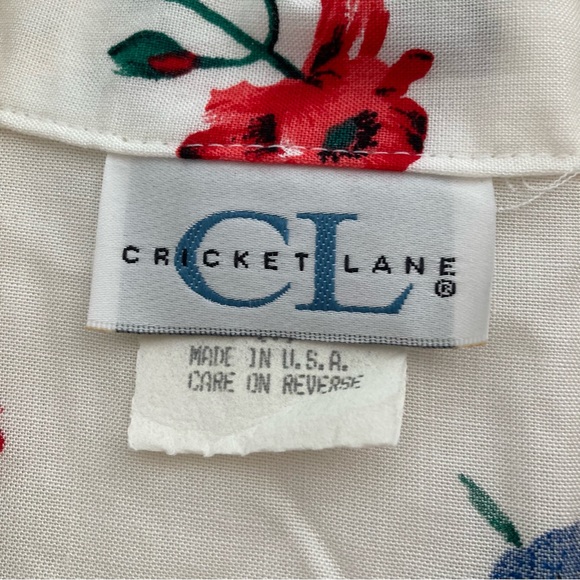 CL
CRICKET LANE®
MADE IN U.S.A.
CARE ON REVERSE